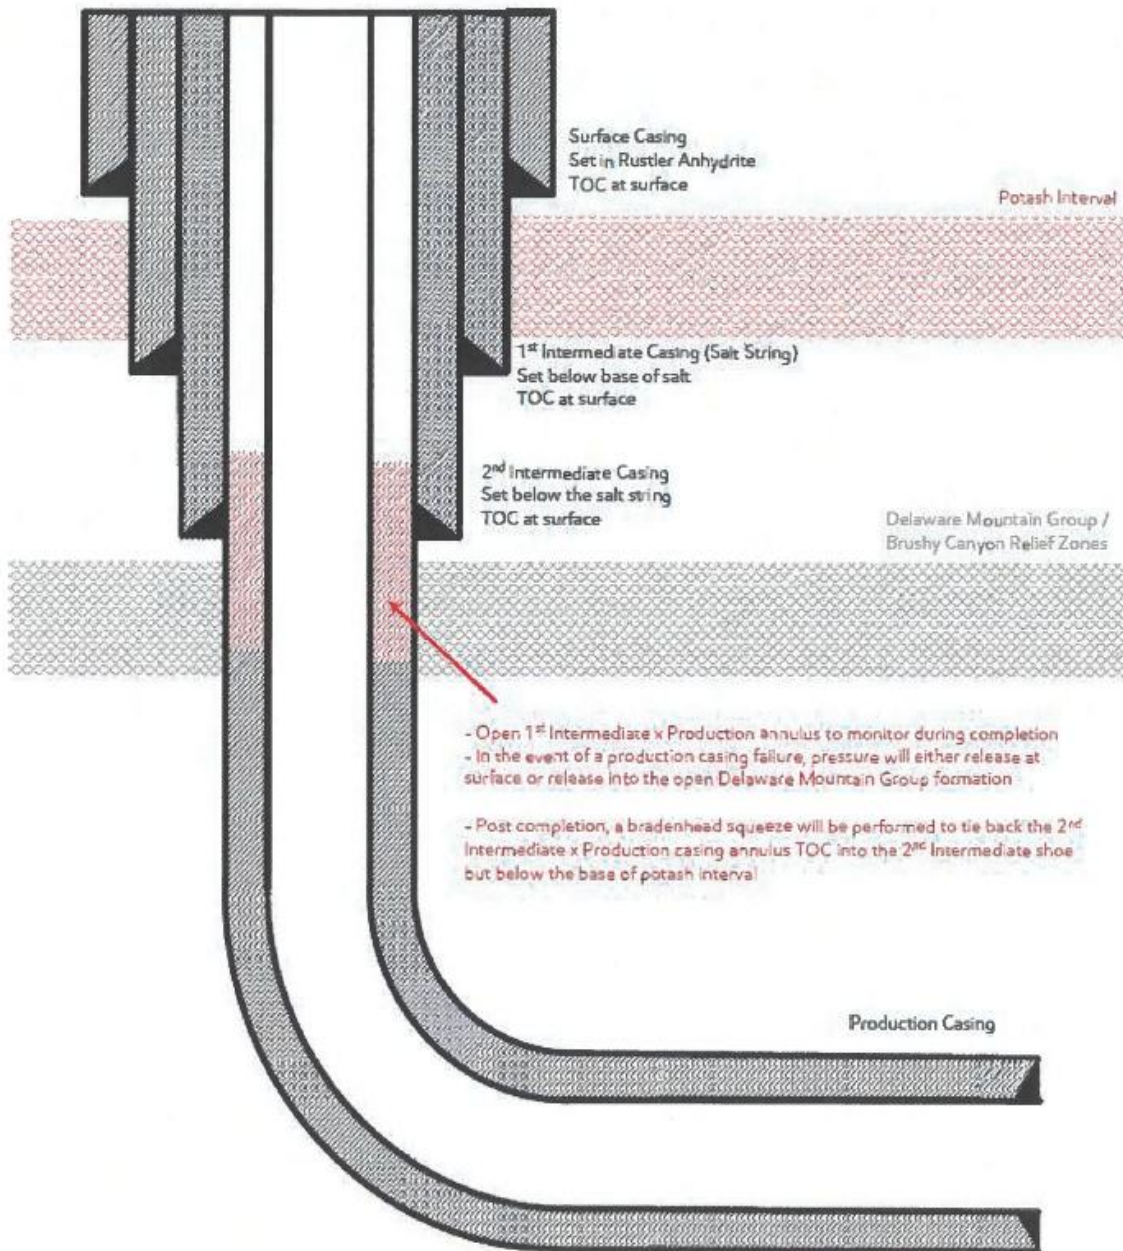 Surface Casing
Set in Rustler Anhydrite
TOC at surface
Potash Interval
1st Intermediate Casing (Salt String)
Set below base of salt
TOC at surface
2nd Intermediate Casing
Set below the salt string
TOC at surface
Delaware Mountain Group /
Brushy Canyon Relief Zones
- Open 1st Intermediate x Production annulus to monitor during completion
- In the event of a production casing failure, pressure will either release at
surface or release into the open Delaware Mountain Group formation
- Post completion, a bradenhead squeeze will be performed to tie back the 2nd
Intermediate x Production casing annulus TOC into the 2nd Intermediate shoe
but below the base of potash interval
Production Casing